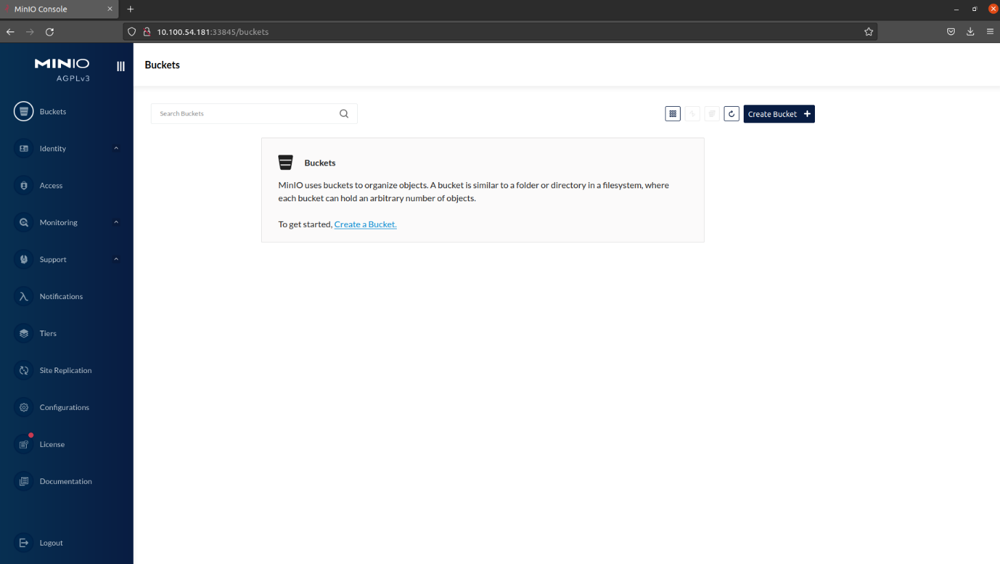 MinIO Console
10.100.54.181:33845/buckets
MINIO
AGPLv3
Buckets
Identity
Access
Monitoring
Support
Notifications
Tiers
Site Replication
Configurations
License
Documentation
Logout
Buckets
Search Buckets
Create Bucket
Buckets
MinIO uses buckets to organize objects. A bucket is similar to a folder or directory in a filesystem, where
each bucket can hold an arbitrary number of objects.
To get started, Create a Bucket.